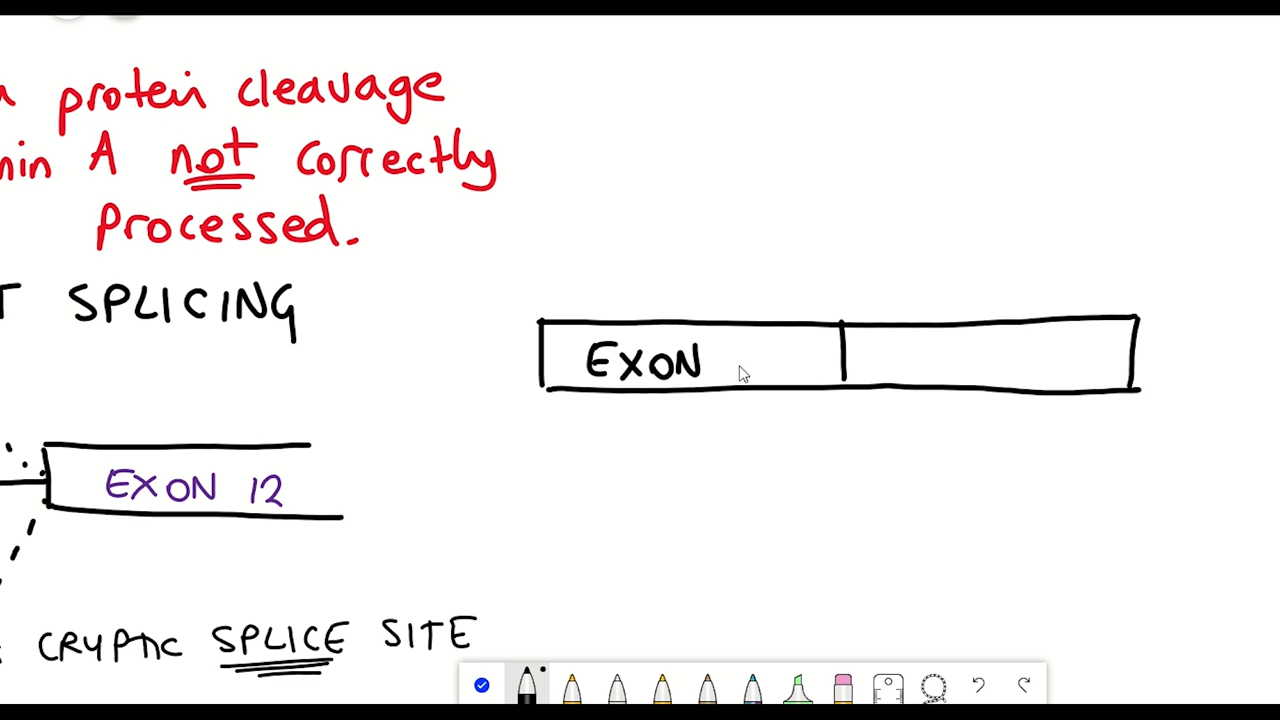 protein cleavage
A not correctly
Processed.
SPLICING
EXON
EXON 12
CRYPTIC SPLICE SITE